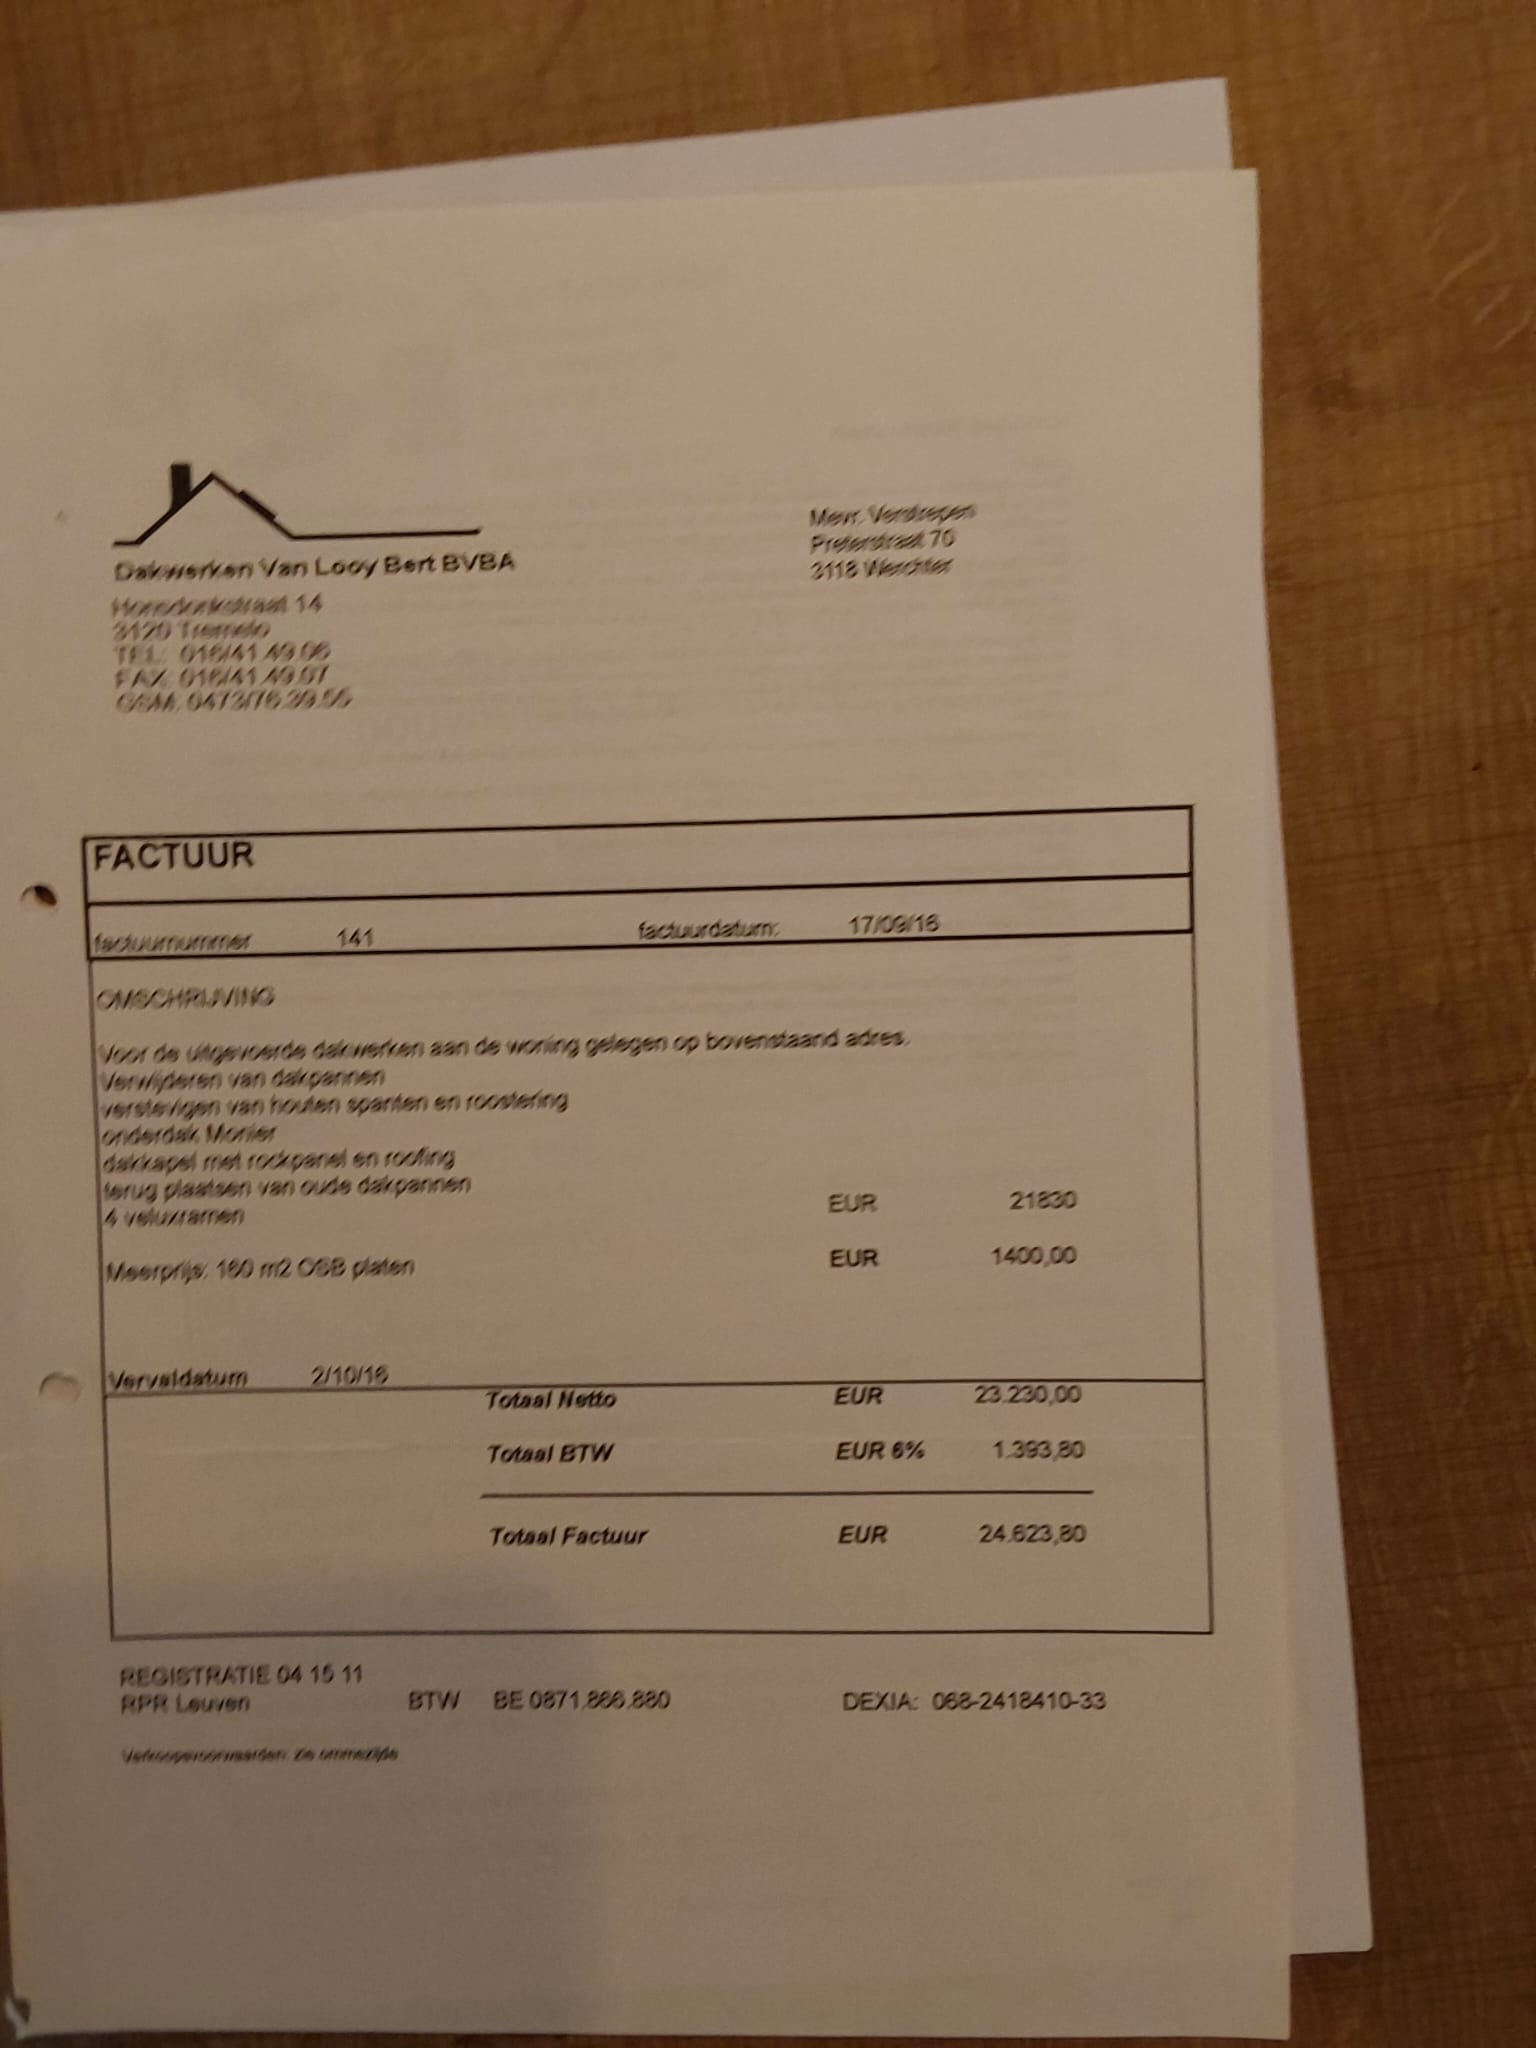 Dakwerken Van Looy Bert BVBA
14
3120 Tremelo
TEL: 016/41.49.06
FAX: 016/41.49.07
GSM: 0473/76.39.55
Mevr.
70
3118 Werchter
FACTUUR
factuurnummer 141 factuurdatum: 17/09/16
OMSCHRIJVING
Voor de uitgevoerde dakwerken aan de woning gelegen op bovenstaand adres.
Verwijderen van dakpannen
verstevigen van houten spanten en roostering
onderdak Monier
dakkapel met rockpanel en roofing
terug plaatsen van oude dakpannen
4 veluxramen EUR 21830
Meerprijs: 160 m2 OSB platen EUR 1400,00
Vervaldatum 2/10/16
Totaal Netto EUR 23.230,00
Totaal BTW EUR 6% 1.393,80
Totaal Factuur EUR 24.623,80
REGISTRATIE 04 15 11
RPR Leuven BTW BE 0871.866.880 DEXIA: 068-2418410-33
Verkoopsvoorwaarden: zie ommezijde